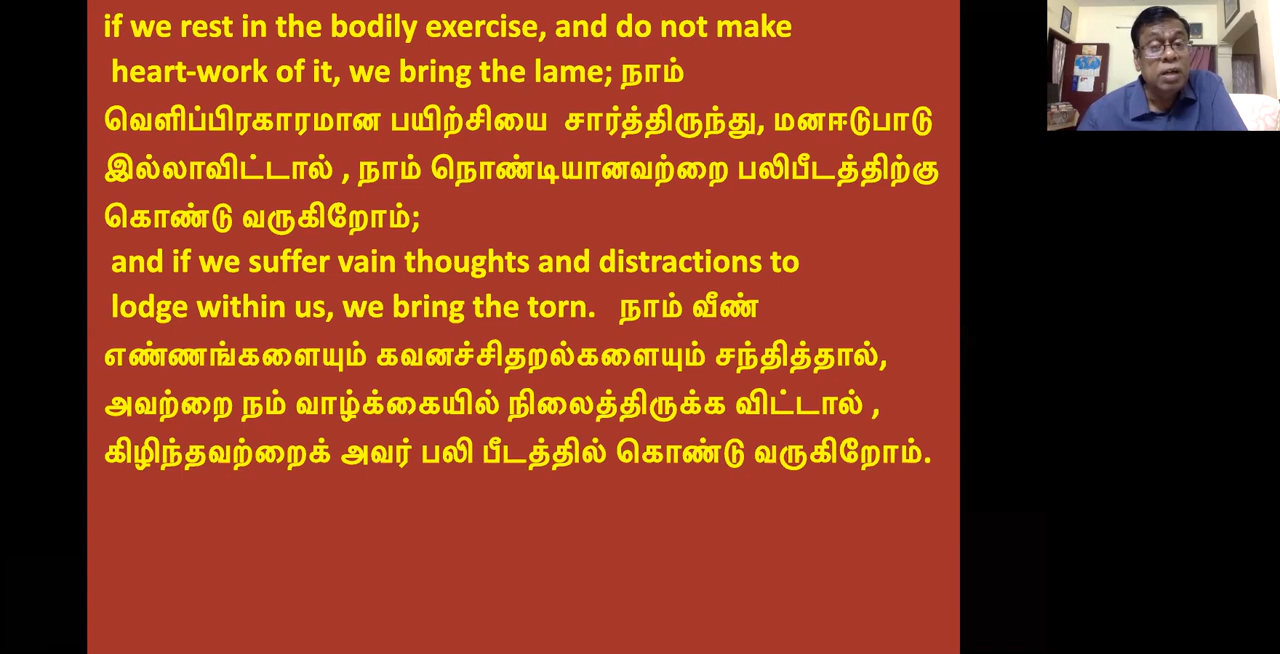 if we rest in the bodily exercise, and do not make
heart-work of it, we bring the lame; நாம்
வெளிப்பிரகாரமான பயிற்சியை சார்த்திருந்து, மனஈடுபாடு
இல்லாவிட்டால் , நாம் நொண்டியானவற்றை பலிபீடத்திற்கு
கொண்டு வருகிறோம்;
and if we suffer vain thoughts and distractions to
lodge within us, we bring the torn. நாம் வீண்
எண்ணங்களையும் கவனச்சிதறல்களையும் சந்தித்தால்,
அவற்றை நம் வாழ்க்கையில் நிலைத்திருக்க விட்டால் ,
கிழிந்தவற்றைக் அவர் பலி பீடத்தில் கொண்டு வருகிறோம்.